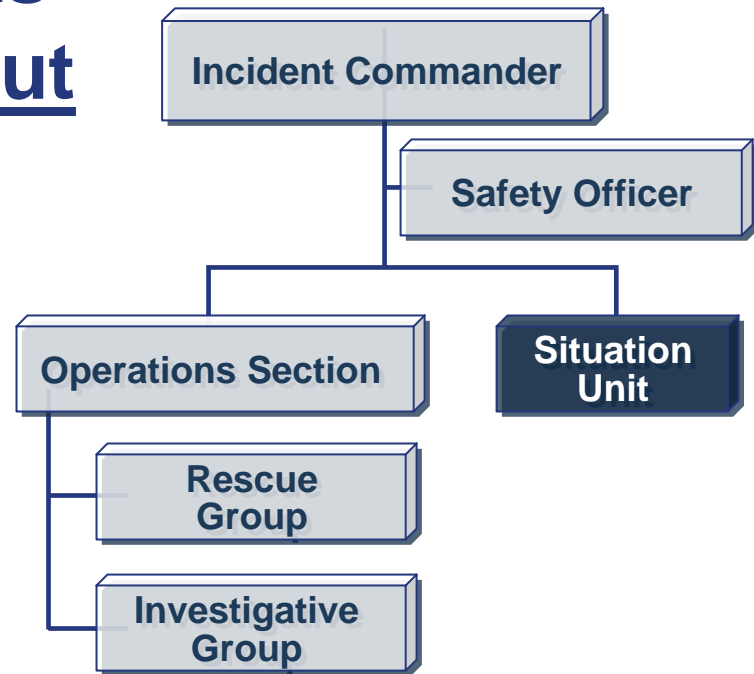 ut
Incident Commander
Safety Officer
Operations Section
Situation
Unit
Rescue
Group
Investigative
Group